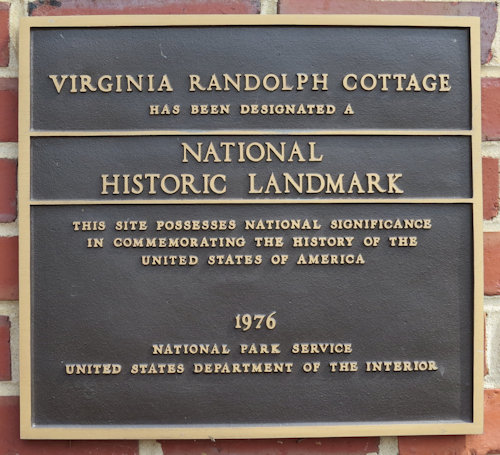 VIRGINIA RANDOLPH COTTAGE
HAS BEEN DESIGNATED A
NATIONAL
HISTORIC LANDMARK
THIS SITE POSSESSES NATIONAL SIGNIFICANCE
IN COMMEMORATING THE HISTORY OF THE
UNITED STATES OF AMERICA
1976
NATIONAL PARK SERVICE
UNITED STATES DEPARTMENT OF THE INTERIOR